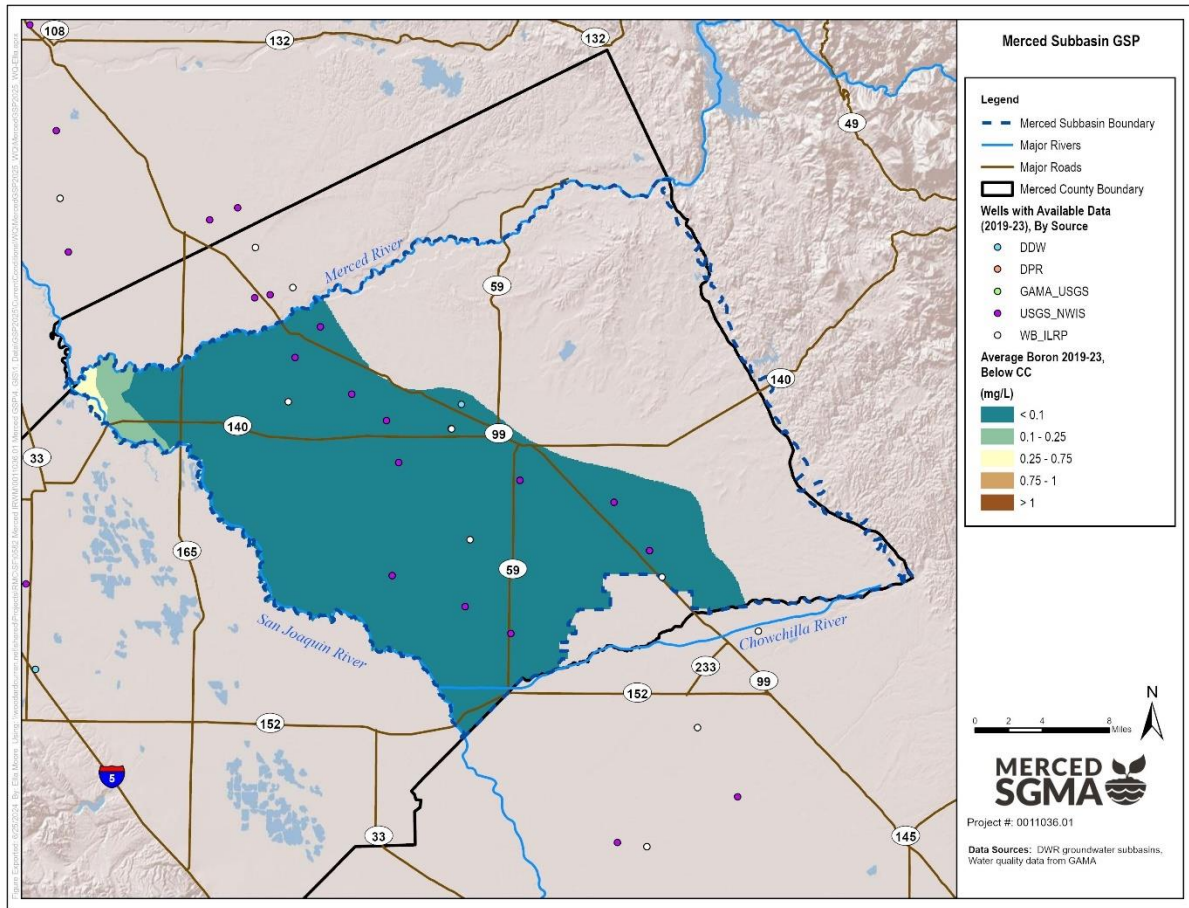 108
132
132
49
Merced River
59
140
140
99
33
165
59
San Joaquin River
Chowchilla River
233
99
152
152
5
33
145
Merced Subbasin GSP
Legend
Merced Subbasin Boundary
Major Rivers
Major Roads
Merced County Boundary
Wells with Available Data
(2019-23), By Source
DDW
DPR
GAMA_USGS
USGS_NWIS
WB_ILRP
Average Boron 2019-23,
Below CC
(mg/L)
< 0.1
0.1 - 0.25
0.25 - 0.75
0.75 - 1
> 1
N
0 2 4 8
Miles
MERCED
SGMA
Project #: 0011036.01
Data Sources: DWR groundwater subbasins,
Water quality data from GAMA